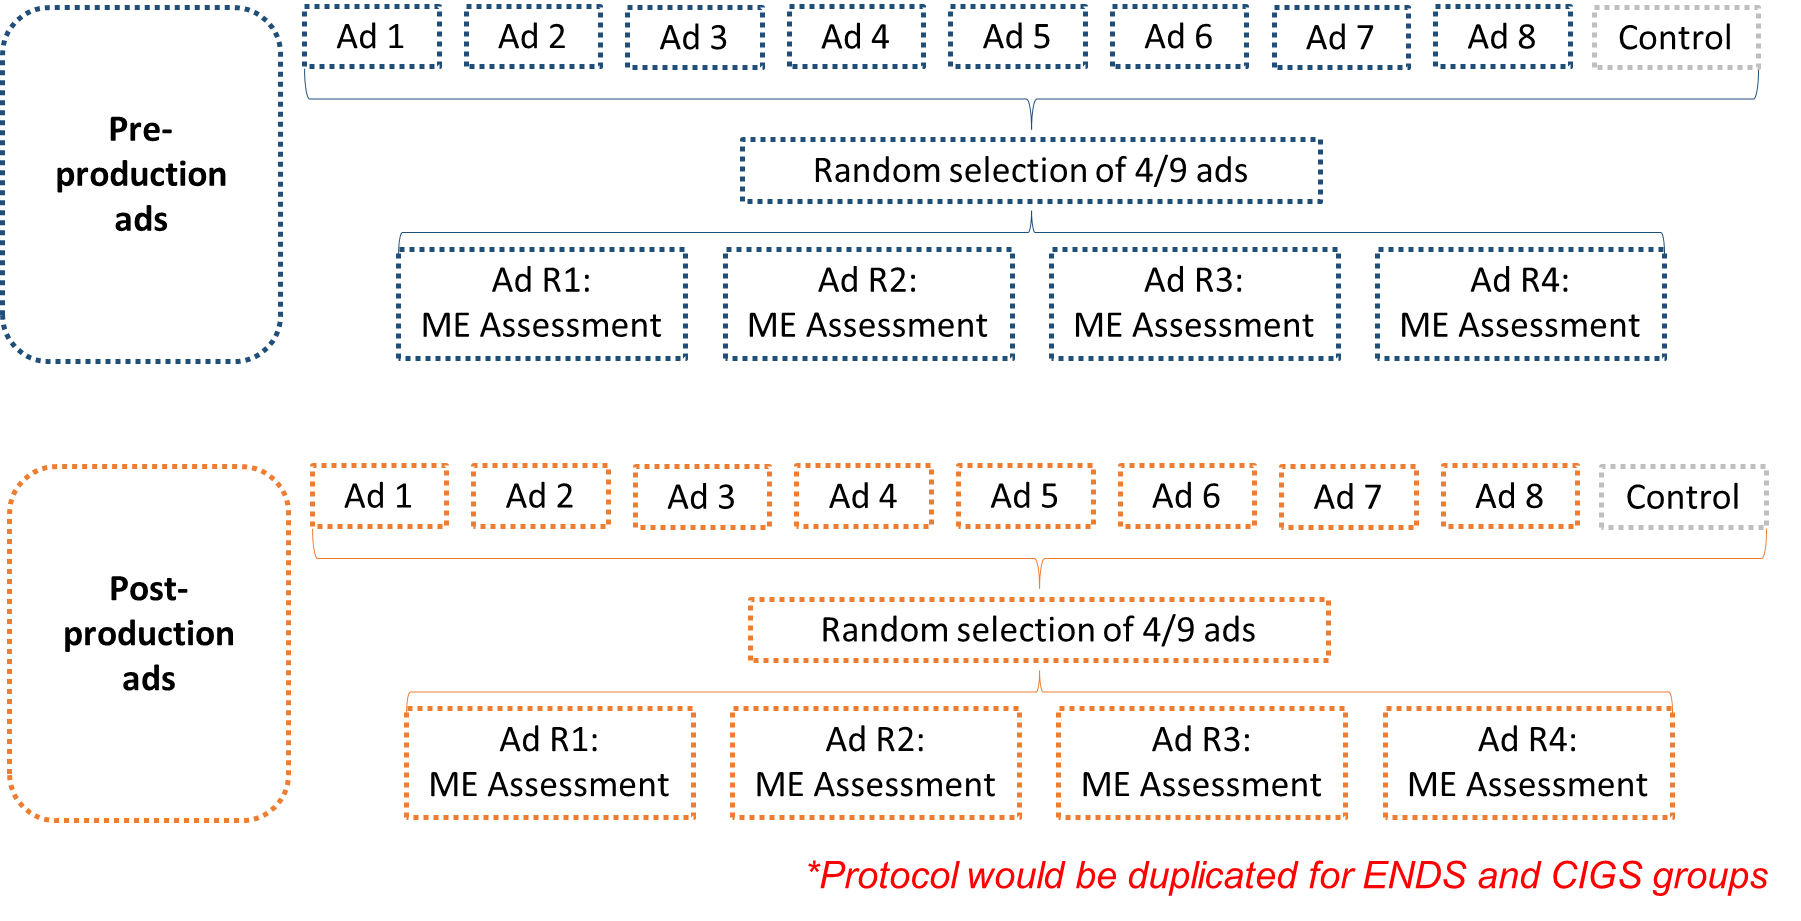 Ad 1
Ad 2
Ad 3
Ad 4
Ad 5
Ad 6
Ad 7
Ad 8
Control
Pre-
production
ads
Random selection of 4/9 ads
Ad R1:
ME Assessment
Ad R2:
ME Assessment
Ad R3:
ME Assessment
Ad R4:
ME Assessment
Ad 1
Ad 2
Ad 3
Ad 4
Ad 5
Ad 6
Ad 7
Ad 8
Control
Post-
production
ads
Random selection of 4/9 ads
Ad R1:
ME Assessment
Ad R2:
ME Assessment
Ad R3:
ME Assessment
Ad R4:
ME Assessment
*Protocol would be duplicated for ENDS and CIGS groups